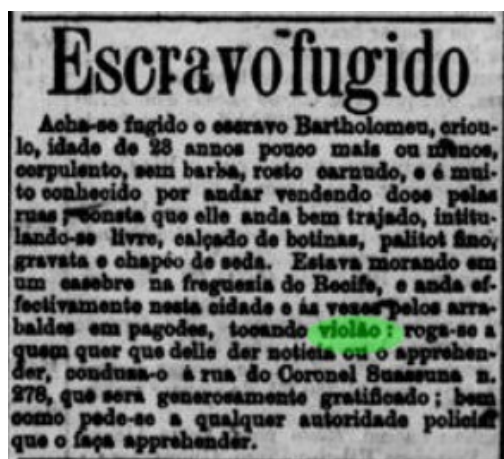 Escravo fugido
Acha-se fugido o escravo Bartholomeu, criou-
lo, idade de 23 annos pouco mais ou menos,
corpulento, sem barba, rosto carnudo, e é mui-
to conhecido por andar vendendo doce pelas
ruas; consta que elle anda bem trajado, intitu-
lando-se livre, calçado de botinas, palitot fino,
gravata e chapéo de seda. Estava morando em
um casebre na freguesia do Recife, e anda ef-
fectivamente nesta cidade e ás vezes pelos arra-
baldes em pagodes, tocando violão: roga-se a
quem quer que delle der noticia ou o apprehen-
der, condusa-o á rua do Coronel Suassuna n.
278, que será generosamente gratificado; bem
como pede-se a qualquer autoridade policial
que o faça apprehender.